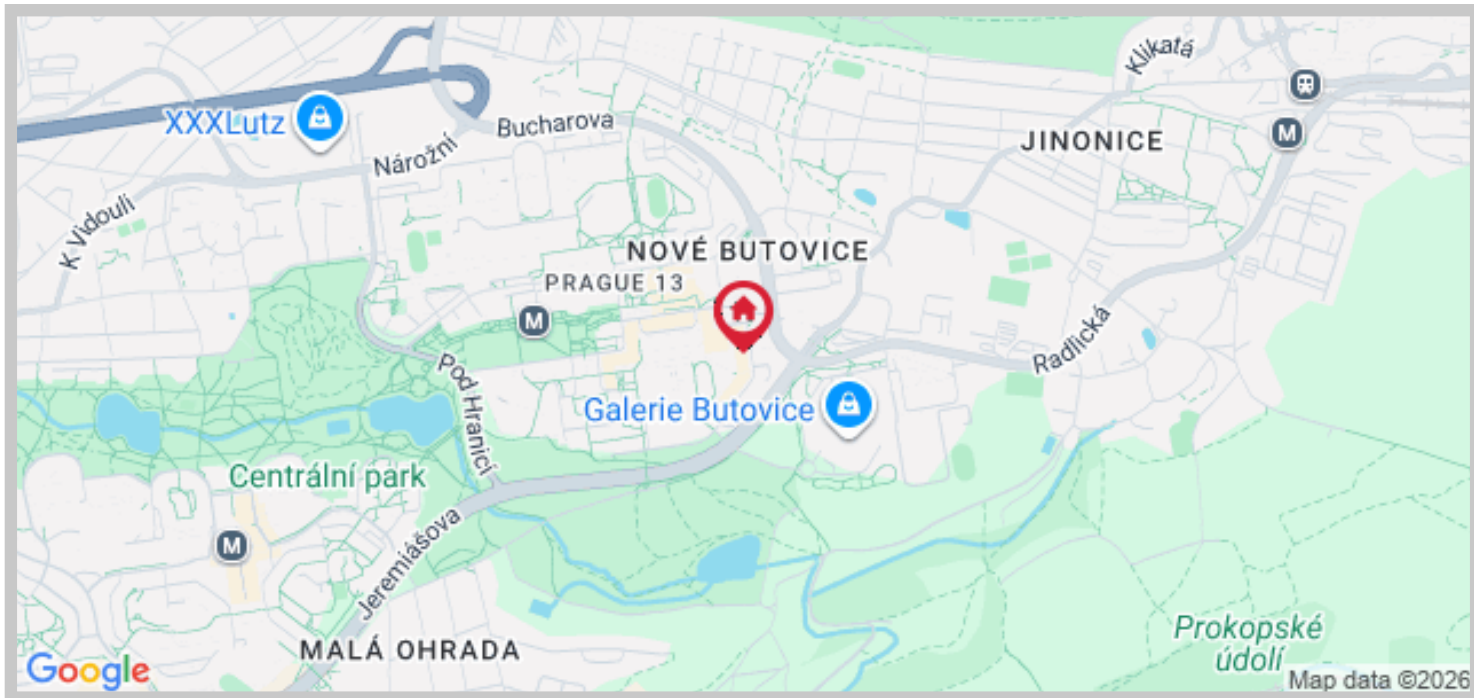 Klikatá
XXXLutz
Bucharova
M
JINONICE
Nárožní
K Vidouli
NOVÉ BUTOVICE
PRAGUE 13
M
Radlická
Pod Hranicí
Galerie Butovice
Centrální park
M
Jeremiášova
Prokopské
údolí
MALÁ OHRADA
Google
Map data ©2026